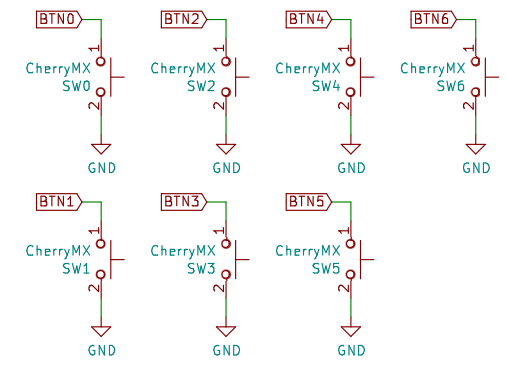 BTN0 BTN2 BTN4 BTN6
1 1 1 1
CherryMX CherryMX CherryMX CherryMX
SW0 SW2 SW4 SW6
2 2 2 2
GND GND GND GND
BTN1 BTN3 BTN5
1 1 1
CherryMX CherryMX CherryMX
SW1 SW3 SW5
2 2 2
GND GND GND